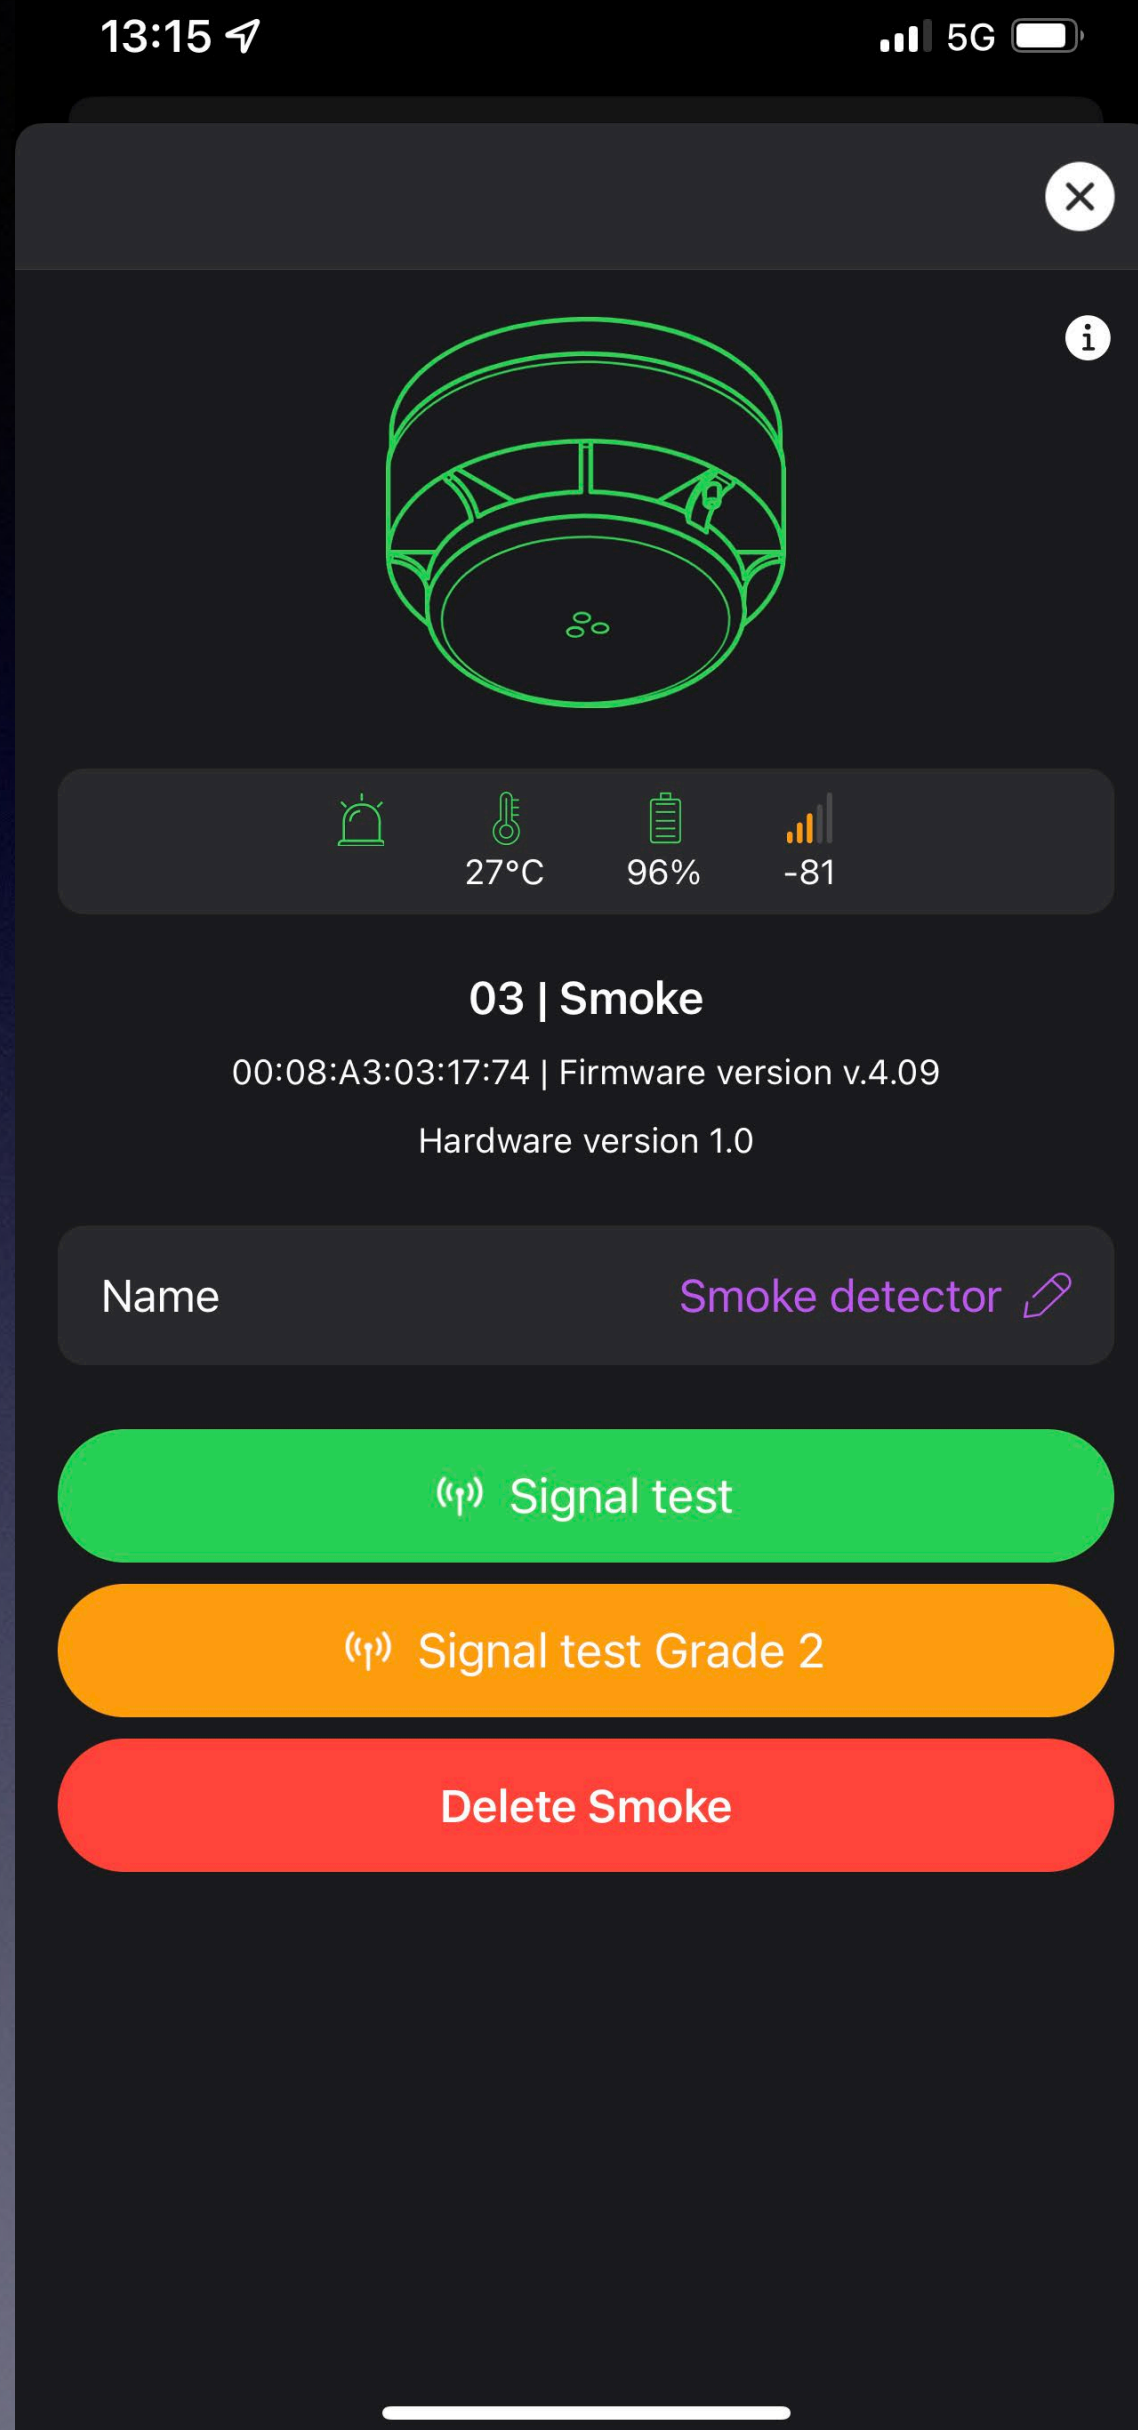 13:15
5G
27°C
96%
-81
03 | Smoke
00:08:A3:03:17:74 | Firmware version v.4.09
Hardware version 1.0
Name
Smoke detector
Signal test
Signal test Grade 2
Delete Smoke